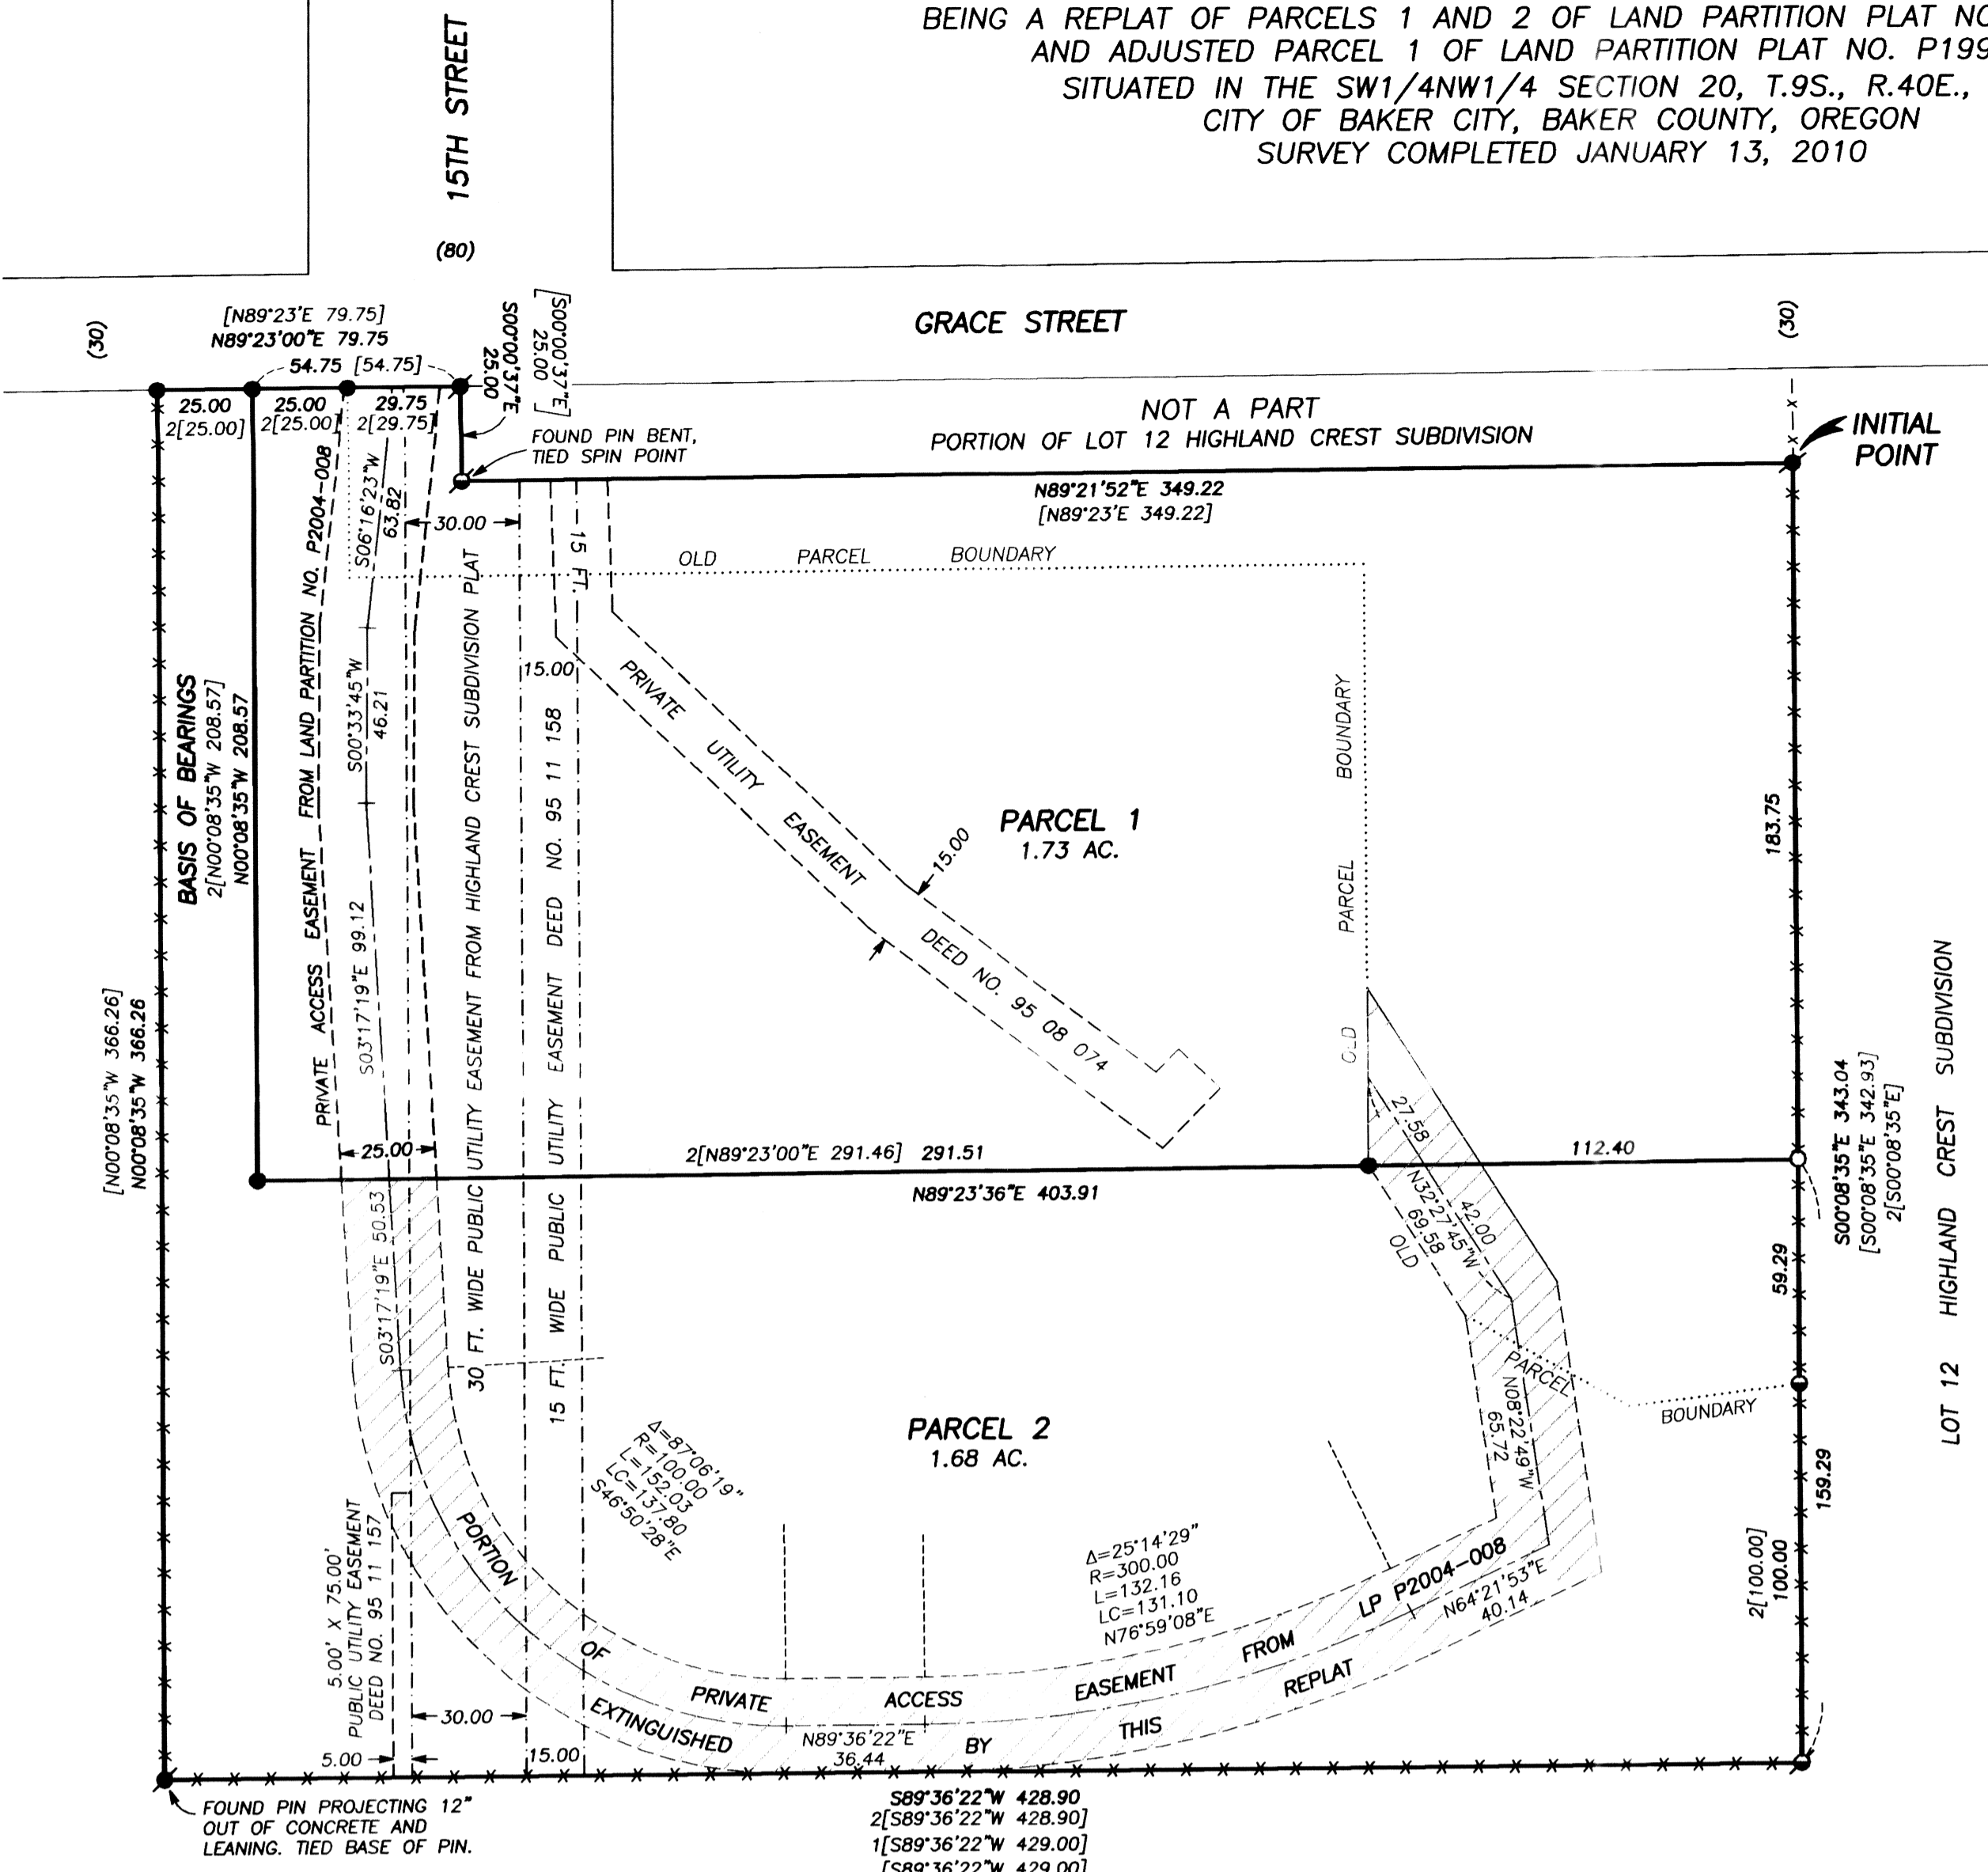 BEING A REPLAT OF PARCELS 1 AND 2 OF LAND PARTITION PLAT NO
AND ADJUSTED PARCEL 1 OF LAND PARTITION PLAT NO. P199
SITUATED IN THE SW1/4NW1/4 SECTION 20, T.9S., R.40E.,
CITY OF BAKER CITY, BAKER COUNTY, OREGON
SURVEY COMPLETED JANUARY 13, 2010
15TH STREET
(80)
GRACE STREET
(30)
(30)
[N89°23'E 79.75]
N89°23'00"E 79.75
54.75 [54.75]
S00°00'37"E
25.00
[S00°00'37"E]
25.00
25.00
2[25.00]
25.00
2[25.00]
29.75
2[29.75]
FOUND PIN BENT,
TIED SPIN POINT
NOT A PART
PORTION OF LOT 12 HIGHLAND CREST SUBDIVISION
INITIAL
POINT
N89°21'52"E 349.22
[N89°23'E 349.22]
30.00
15 FT.
OLD PARCEL BOUNDARY
S06°16'23"W
63.82
S00°33'45"W
46.21
S03°17'19"E 99.12
PRIVATE ACCESS EASEMENT FROM LAND PARTITION NO. P2004-008
BASIS OF BEARINGS
2[N00°08'35"W 208.57]
N00°08'35"W 208.57
[N00°08'35"W 366.26]
N00°08'35"W 366.26
30 FT. WIDE PUBLIC UTILITY EASEMENT FROM HIGHLAND CREST SUBDIVISION PLAT
15 FT. WIDE PUBLIC UTILITY EASEMENT DEED NO. 95 11 158
15.00
PRIVATE UTILITY EASEMENT
DEED NO. 95 08 074
15.00
PARCEL 1
1.73 AC.
OLD PARCEL BOUNDARY
183.75
25.00
2[N89°23'00"E 291.46] 291.51
N89°23'36"E 403.91
112.40
27.58
42.00
N32°27'45"W
69.58
OLD
PARCEL
BOUNDARY
59.29
S00°08'35"E 343.04
[S00°08'35"E 342.93]
2[S00°08'35"E]
LOT 12 HIGHLAND CREST SUBDIVISION
S03°17'19"E 50.53
PARCEL 2
1.68 AC.
Δ=87°06'19"
R=100.00
L=152.03
LC=137.80
S46°50'28"E
Δ=25°14'29"
R=300.00
L=132.16
LC=131.10
N76°59'08"E
N08°22'49"W
65.72
159.29
2[100.00]
100.00
N64°21'53"E
40.14
PORTION OF PRIVATE ACCESS EASEMENT FROM LP P2004-008
EXTINGUISHED BY THIS REPLAT
N89°36'22"E
36.44
5.00' X 75.00'
PUBLIC UTILITY EASEMENT
DEED NO. 95 11 157
30.00
5.00
15.00
FOUND PIN PROJECTING 12"
OUT OF CONCRETE AND
LEANING. TIED BASE OF PIN.
S89°36'22"W 428.90
2[S89°36'22"W 428.90]
1[S89°36'22"W 429.00]
[S89°36'22"W 429.00]